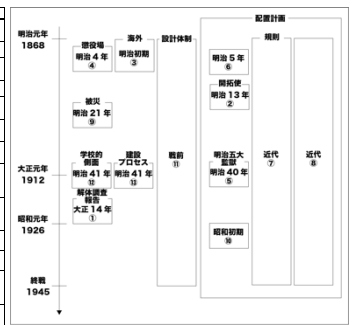 配置計画
明治元年
1868
懲役場
明治4年
④
海外
明治初期
③
設計体制
規則
明治5年
⑥
開拓使
明治13年
②
被災
明治21年
⑨
学校的
側面
明治41年
⑫
建設
プロセス
明治41年
⑬
戦前
⑪
明治五大
監獄
明治40年
⑤
近代
⑦
近代
⑧
大正元年
1912
解体調査
報告
大正14年
①
昭和元年
1926
昭和初期
⑩
終戦
1945